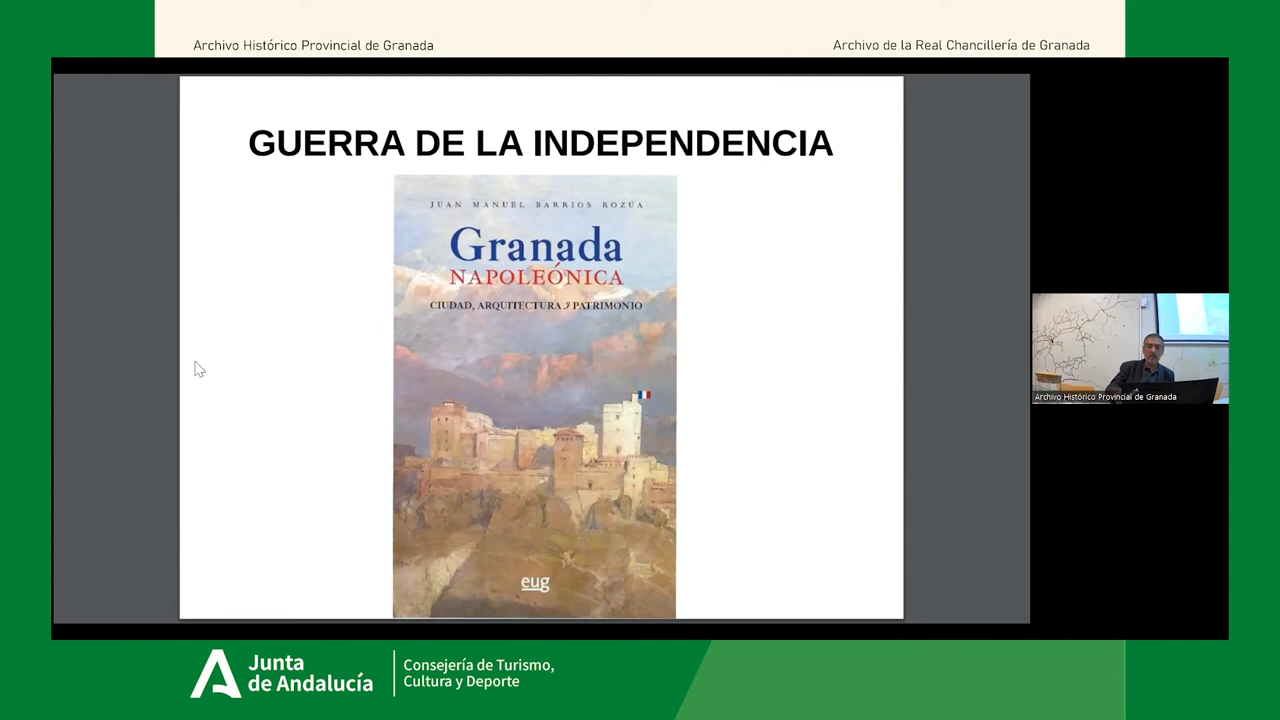 Archivo Histórico Provincial de Granada
Archivo de la Real Chancillería de Granada
GUERRA DE LA INDEPENDENCIA
JUAN MANUEL BARRIOS ROZÚA
Granada
NAPOLEÓNICA
CIUDAD, ARQUITECTURA Y PATRIMONIO
eug
Archivo Histórico Provincial de Granada
Junta
de Andalucía
Consejería de Turismo,
Cultura y Deporte